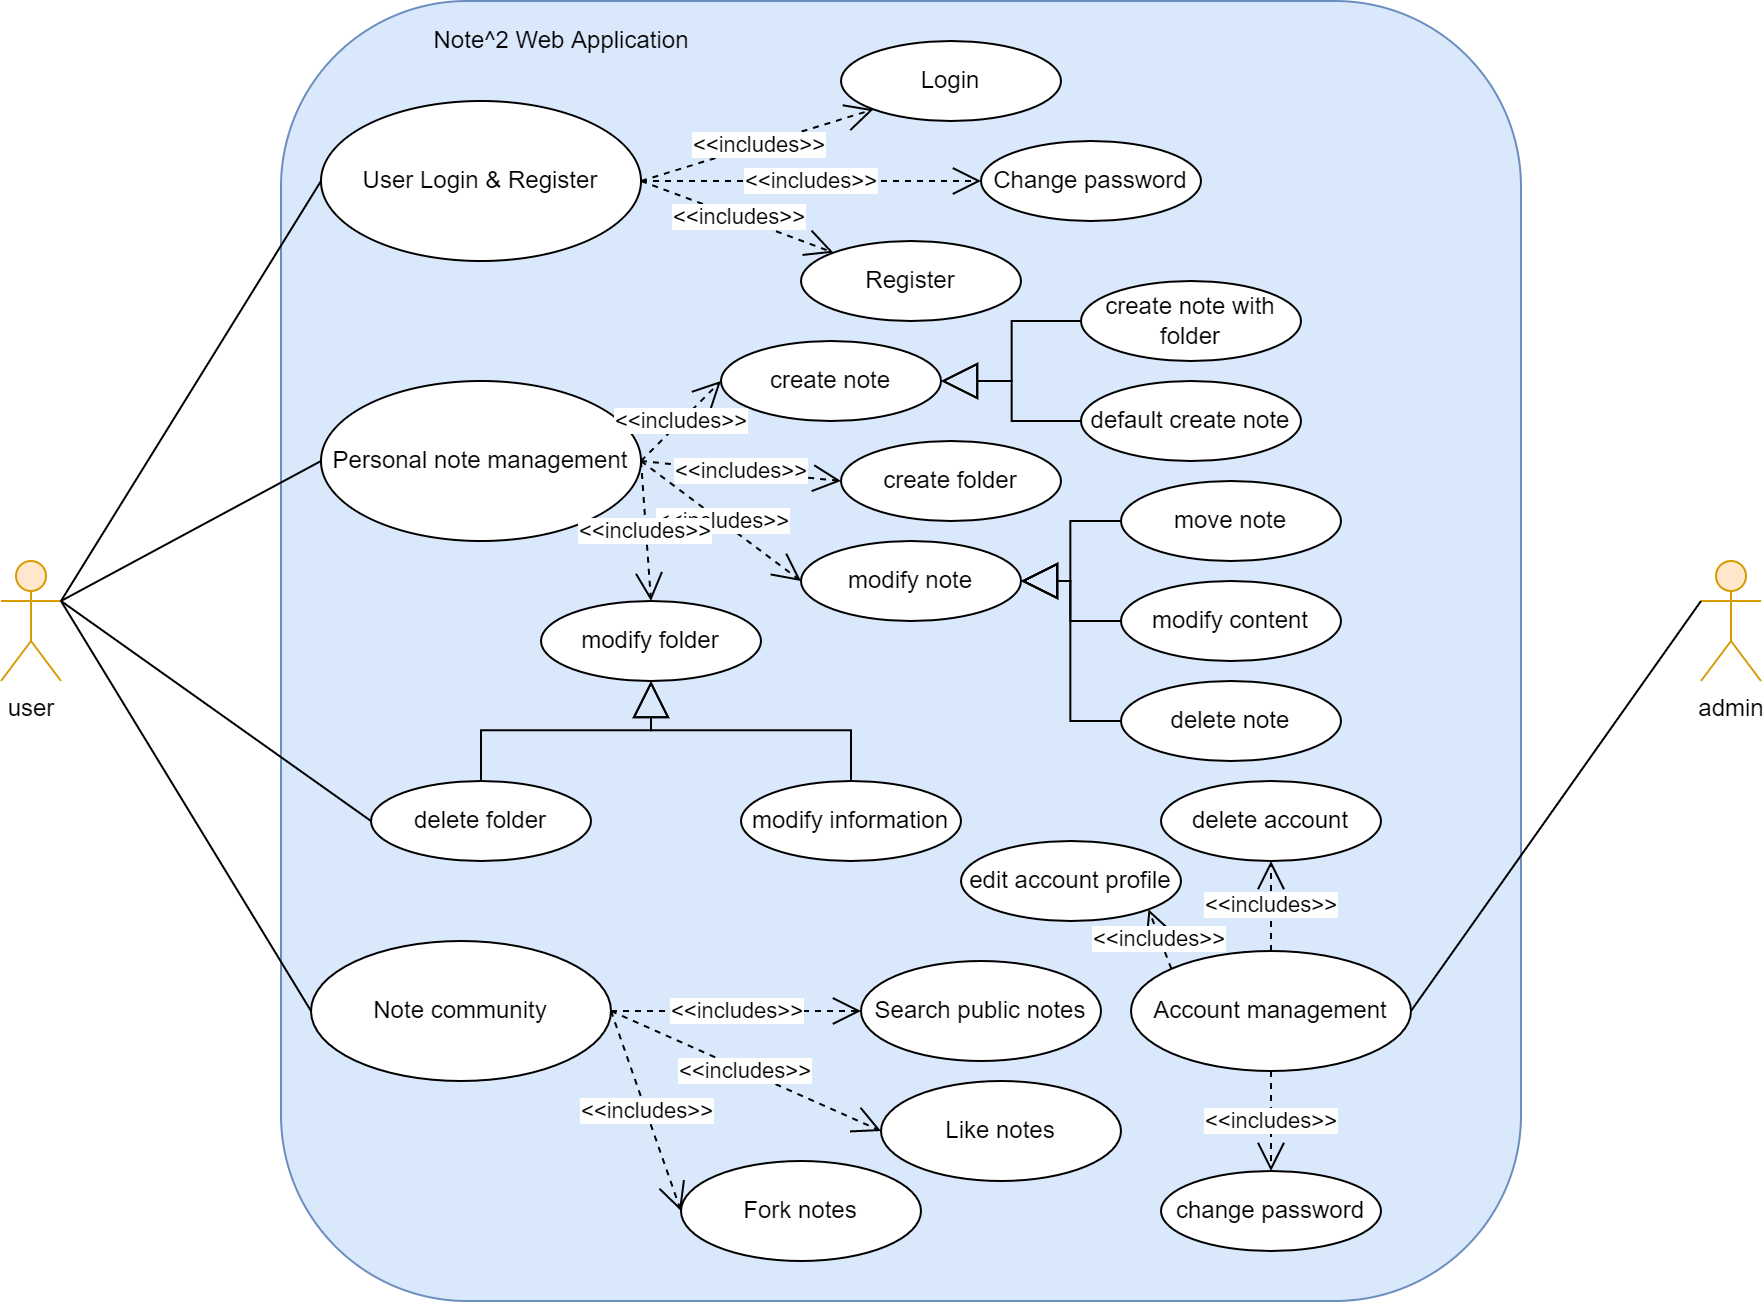 Note^2 Web Application
Login
<<includes>>
User Login & Register
<<includes>>
Change password
<<includes>>
Register
create note with
folder
create note
<<includes>>
default create note
Personal note management
<<includes>>
create folder
<<includes>>
<<includes>>
move note
modify note
modify content
modify folder
delete note
user
admin
delete folder
modify information
delete account
edit account profile
<<includes>>
<<includes>>
Note community
<<includes>>
Search public notes
Account management
<<includes>>
<<includes>>
<<includes>>
Like notes
Fork notes
change password